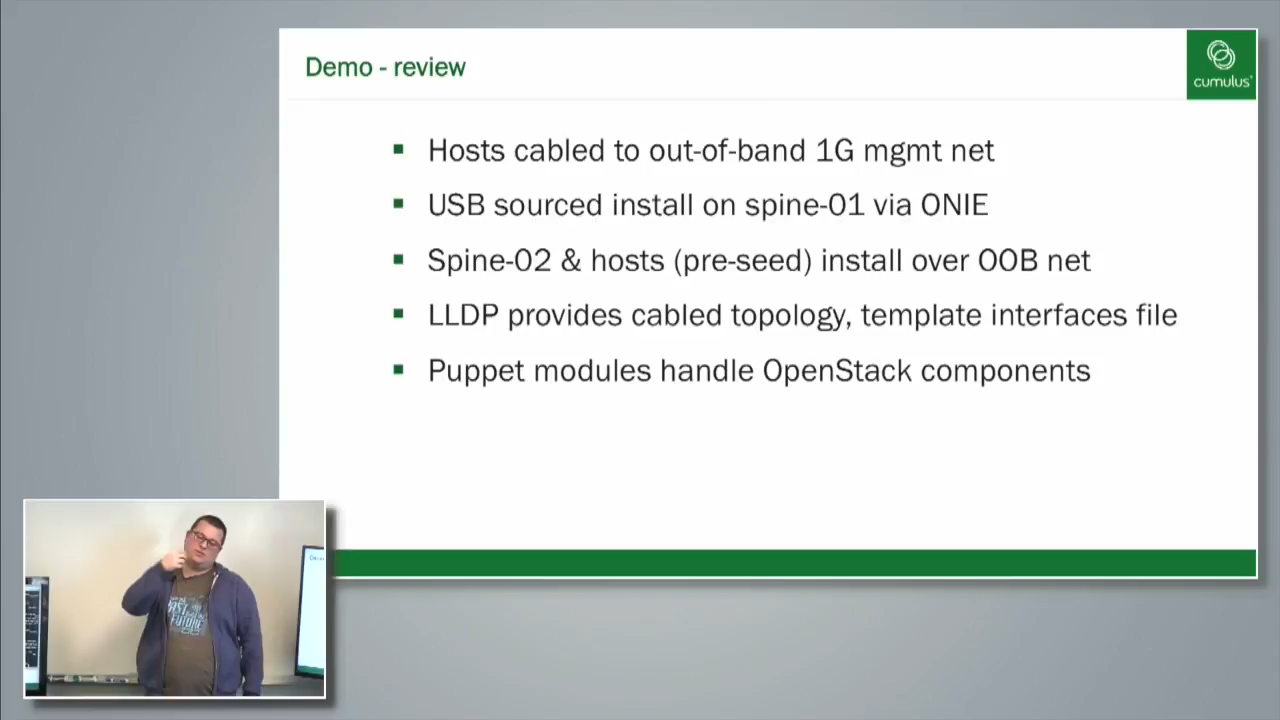 Demo - review
cumulus
Hosts cabled to out-of-band 1G mgmt net
USB sourced install on spine-01 via ONIE
Spine-02 & hosts (pre-seed) install over OOB net
LLDP provides cabled topology, template interfaces file
Puppet modules handle OpenStack components
FUTURE